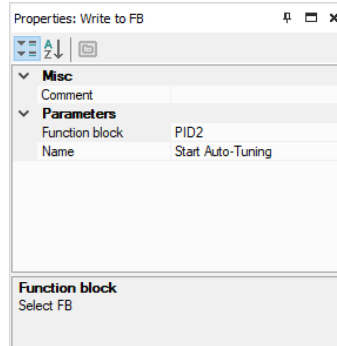 Properties: Write to FB
Misc
Comment
Parameters
Function block PID2
Name Start Auto-Tuning
Function block
Select FB